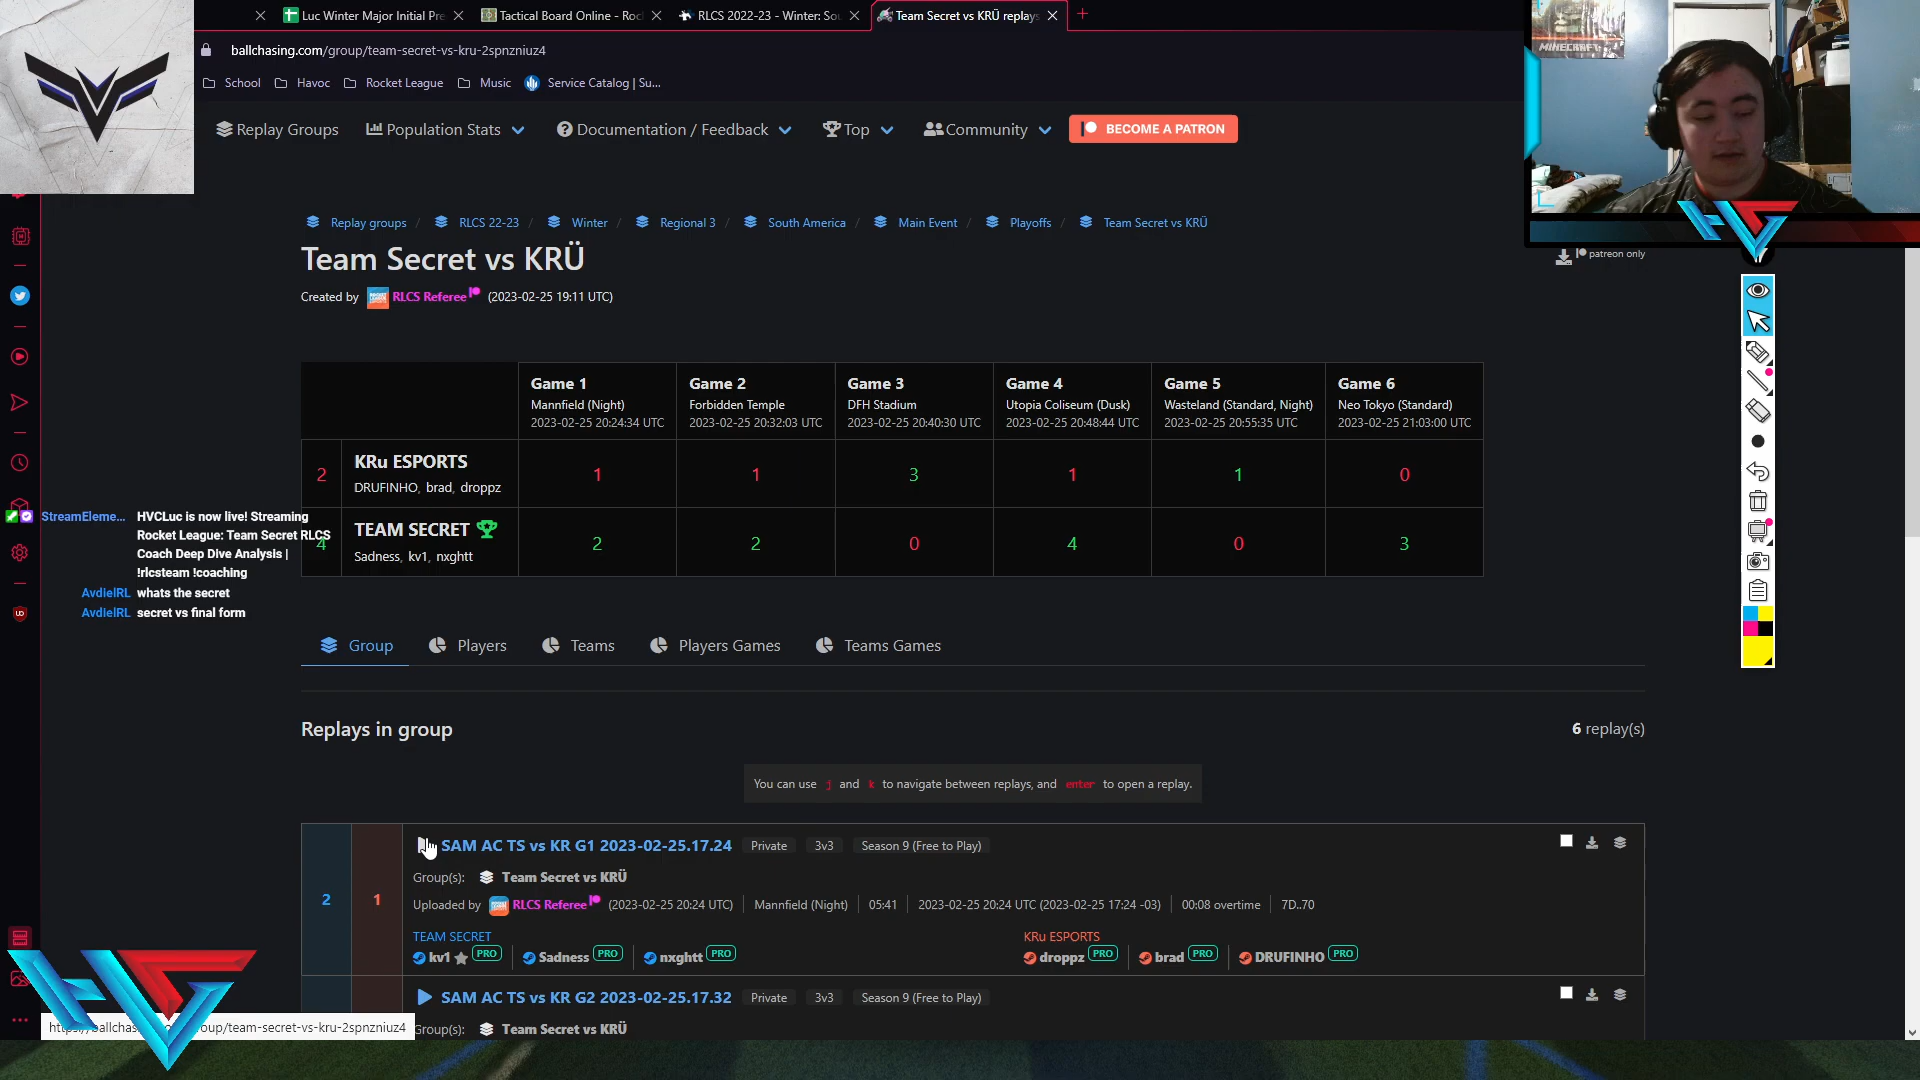 Luc Winter Major Initial Pre
Tactical Board Online - Roc
RLCS 2022-23 - Winter: Sou
Team Secret vs KRÜ replays
ballchasing.com/group/team-secret-vs-kru-2spnzniuz4
School Havoc Rocket League Music Service Catalog | Su...
MINECRAFT
Replay Groups Population Stats Documentation / Feedback Top Community BECOME A PATRON
Replay groups / RLCS 22-23 / Winter / Regional 3 / South America / Main Event / Playoffs / Team Secret vs KRÜ
Team Secret vs KRÜ
patreon only
Created by RLCS Referee (2023-02-25 19:11 UTC)
Game 1 Game 2 Game 3 Game 4 Game 5 Game 6
Mannfield (Night) Forbidden Temple DFH Stadium Utopia Coliseum (Dusk) Wasteland (Standard, Night) Neo Tokyo (Standard)
2023-02-25 20:24:34 UTC 2023-02-25 20:32:03 UTC 2023-02-25 20:40:30 UTC 2023-02-25 20:48:44 UTC 2023-02-25 20:55:35 UTC 2023-02-25 21:03:00 UTC
2 KRu ESPORTS 1 1 3 1 1 0
DRUFINHO, brad, droppz
4 TEAM SECRET 2 2 0 4 0 3
Sadness, kv1, nxghtt
StreamEleme... HVCLuc is now live! Streaming
Rocket League: Team Secret RLCS
Coach Deep Dive Analysis |
!rlcsteam !coaching
AvdielRL whats the secret
AvdielRL secret vs final form
Group Players Teams Players Games Teams Games
Replays in group
6 replay(s)
You can use j and k to navigate between replays, and enter to open a replay.
2 1
SAM AC TS vs KR G1 2023-02-25.17.24 Private 3v3 Season 9 (Free to Play)
Group(s): Team Secret vs KRÜ
Uploaded by RLCS Referee (2023-02-25 20:24 UTC) Mannfield (Night) 05:41 2023-02-25 20:24 UTC (2023-02-25 17:24 -03) 00:08 overtime 7D..70
TEAM SECRET KRu ESPORTS
kv1 PRO Sadness PRO nxghtt PRO droppz PRO brad PRO DRUFINHO PRO
SAM AC TS vs KR G2 2023-02-25.17.32 Private 3v3 Season 9 (Free to Play)
Group(s): Team Secret vs KRÜ